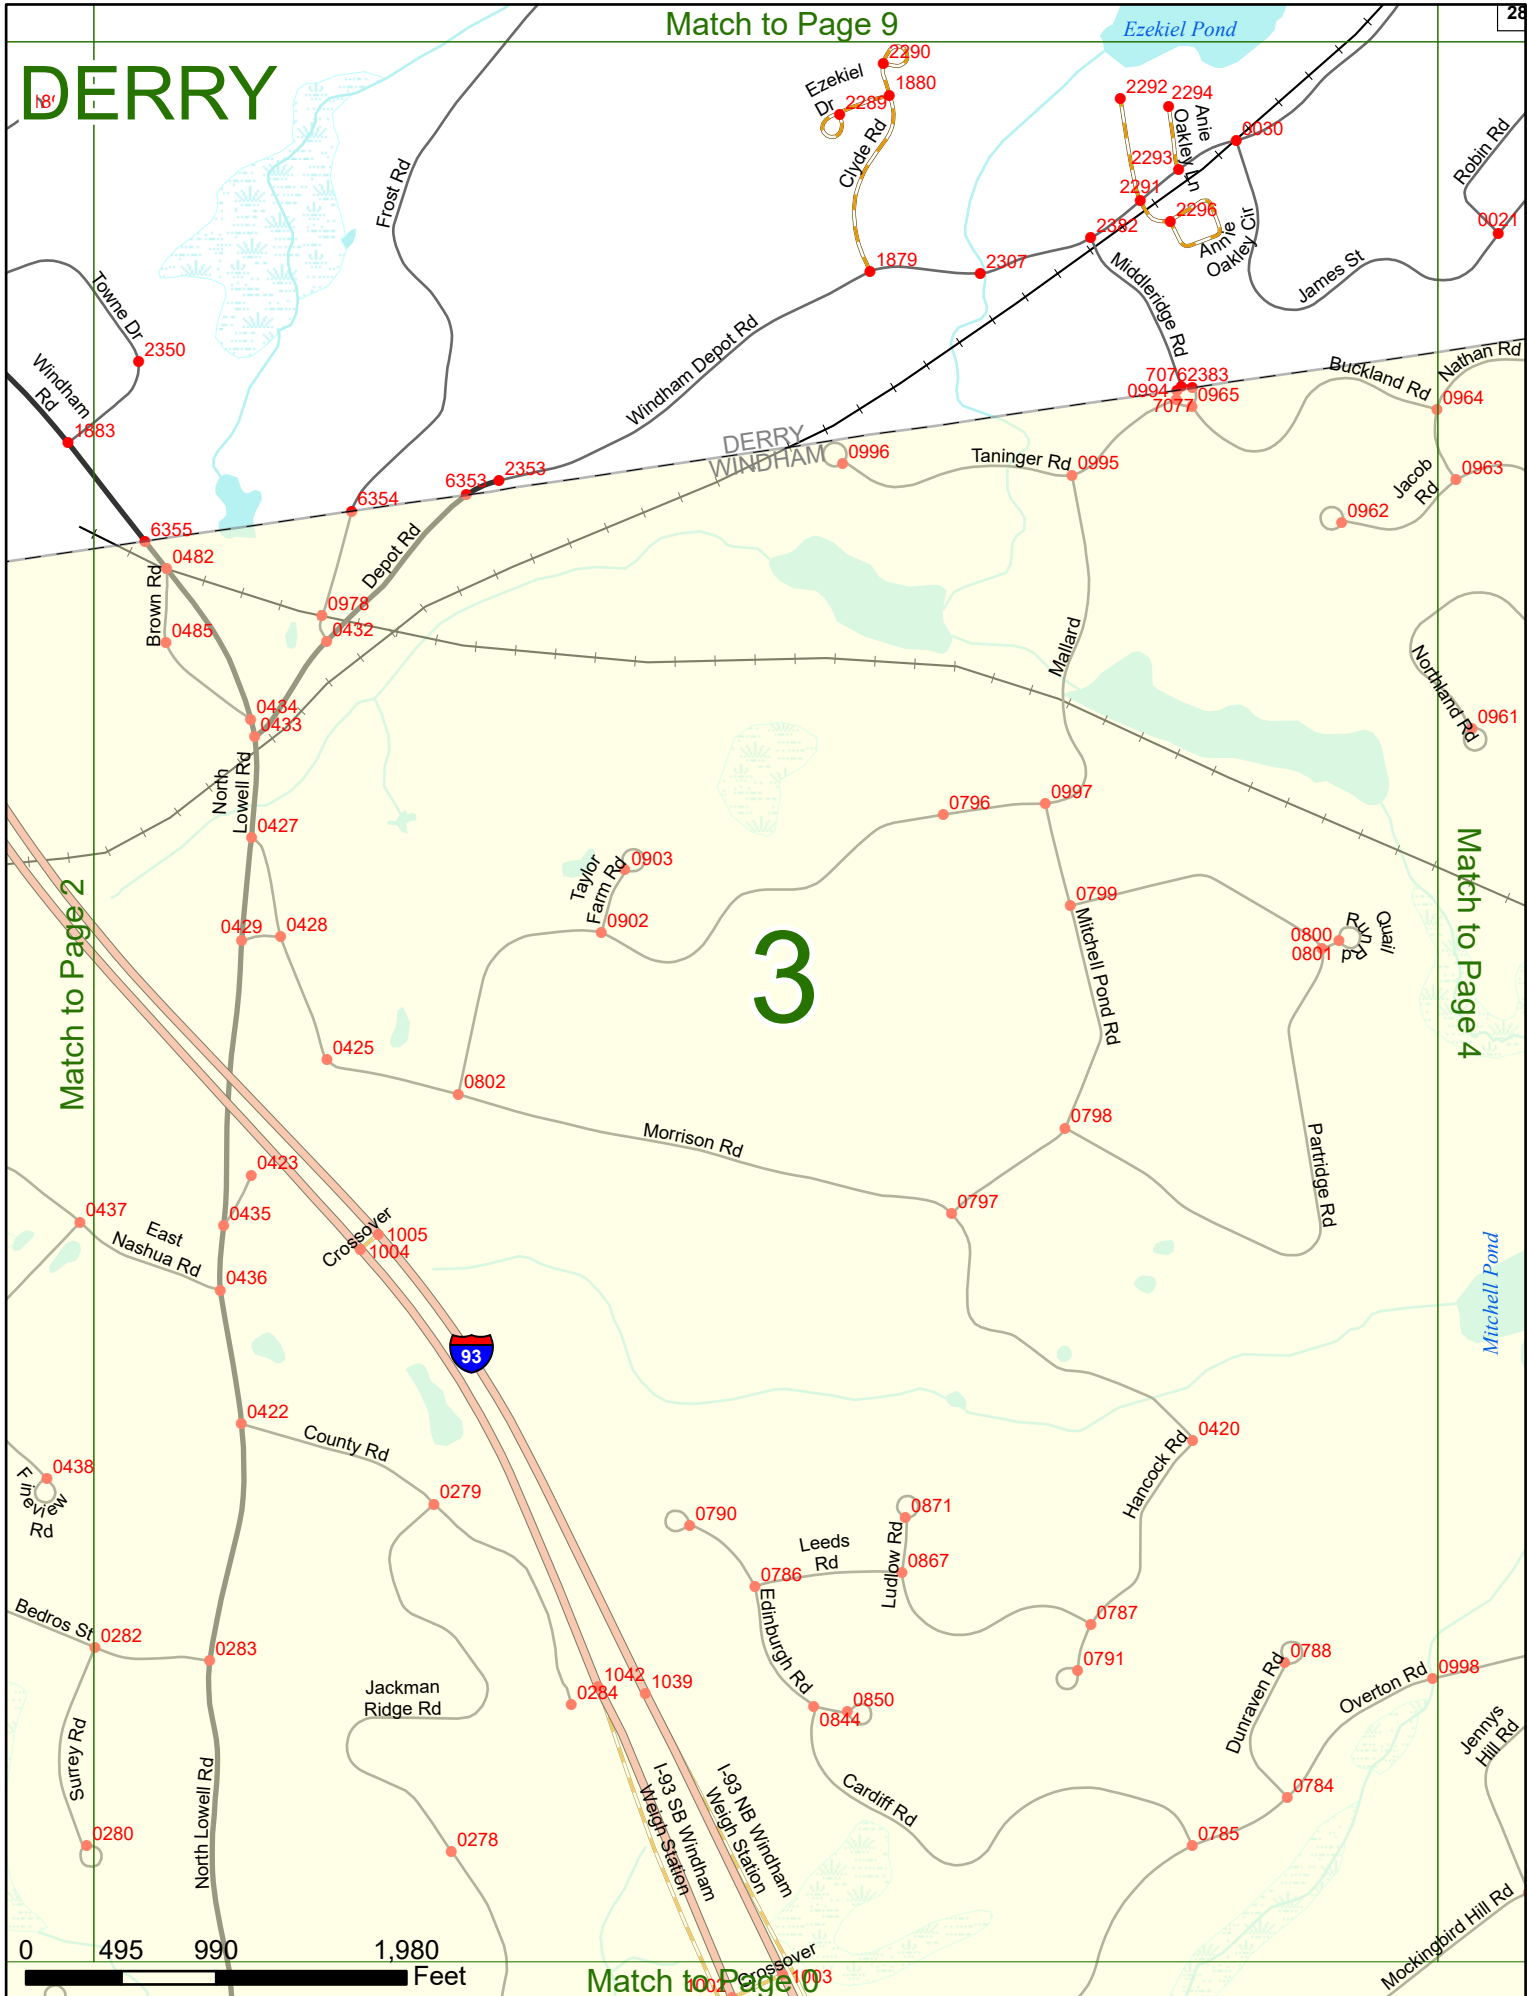 Match to Page 9
28
Ezekiel Pond
DERRY
2290
1880
Ezekiel
Dr
2289
Clyde Rd
2292
2294
Anie
Oakley Ln
0030
2293
2291
2296
2382
Annie
Oakley Cir
Robin Rd
0021
Frost Rd
1879
2307
Middleridge Rd
James St
Towne Dr
2350
Windham
Rd
1883
Windham Depot Rd
7076
2383
0994
0965
7077
Buckland Rd
Nathan Rd
0964
DERRY
WINDHAM
0996
Taninger Rd
0995
Jacob
Rd
0963
0962
6353
2353
6354
6355
0482
Depot Rd
Brown Rd
0978
0432
0485
Mallard
Northland Rd
0961
0434
0433
North
Lowell Rd
0427
0796
0997
Taylor
Farm Rd
0903
0902
0799
Mitchell Pond Rd
0800
0801
Quail
Run
Rd
Match to Page 2
Match to Page 4
3
0429
0428
0425
0802
Morrison Rd
0798
Partridge Rd
0423
0437
0435
East
Nashua Rd
0436
Crossover
1005
1004
0797
Mitchell Pond
93
0422
County Rd
0420
Hancock Rd
0438
Fineview
Rd
0279
0790
0871
Leeds
Rd
Ludlow Rd
0867
0786
Edinburgh Rd
0787
0791
Bedros St
0282
0283
0788
Dunraven Rd
Overton Rd
0998
1042
1039
0284
Jackman
Ridge Rd
0850
0844
Surrey Rd
Jennys
Hill Rd
North Lowell Rd
I-93 SB Windham
Weigh Station
I-93 NB Windham
Weigh Station
Cardiff Rd
0784
0785
0280
0278
Mockingbird Hill Rd
0
495
990
1,980
Feet
Crossover
1002
1003
Match to Page 0